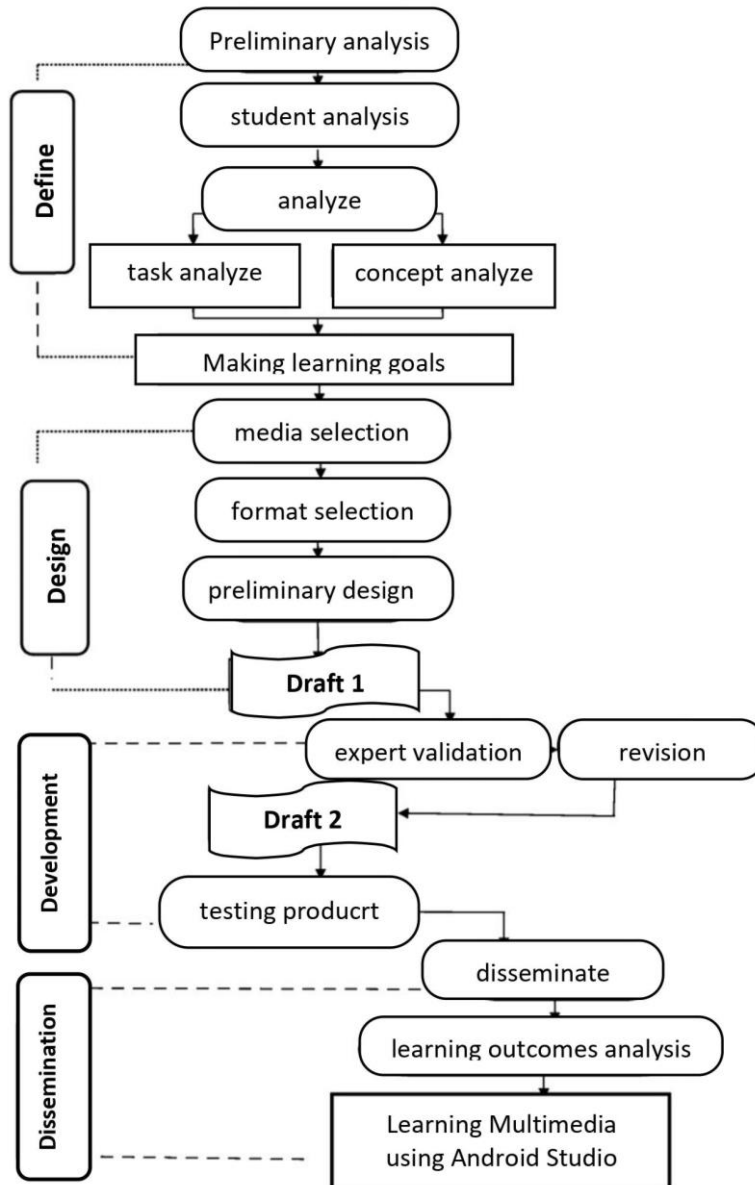 Preliminary analysis
student analysis
Define
analyze
task analyze
concept analyze
Making learning goals
media selection
Design
format selection
preliminary design
Draft 1
Development
expert validation
revision
Draft 2
testing producrt
Dissemination
disseminate
learning outcomes analysis
Learning Multimedia
using Android Studio